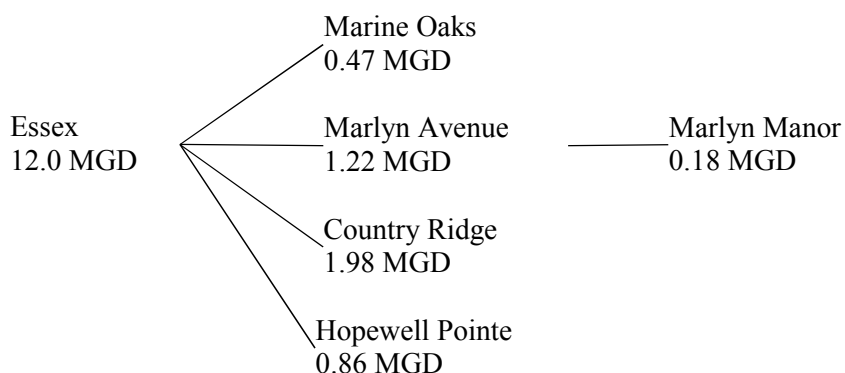 Marine Oaks
0.47 MGD
Essex
12.0 MGD
Marlyn Avenue
1.22 MGD
Marlyn Manor
0.18 MGD
Country Ridge
1.98 MGD
Hopewell Pointe
0.86 MGD